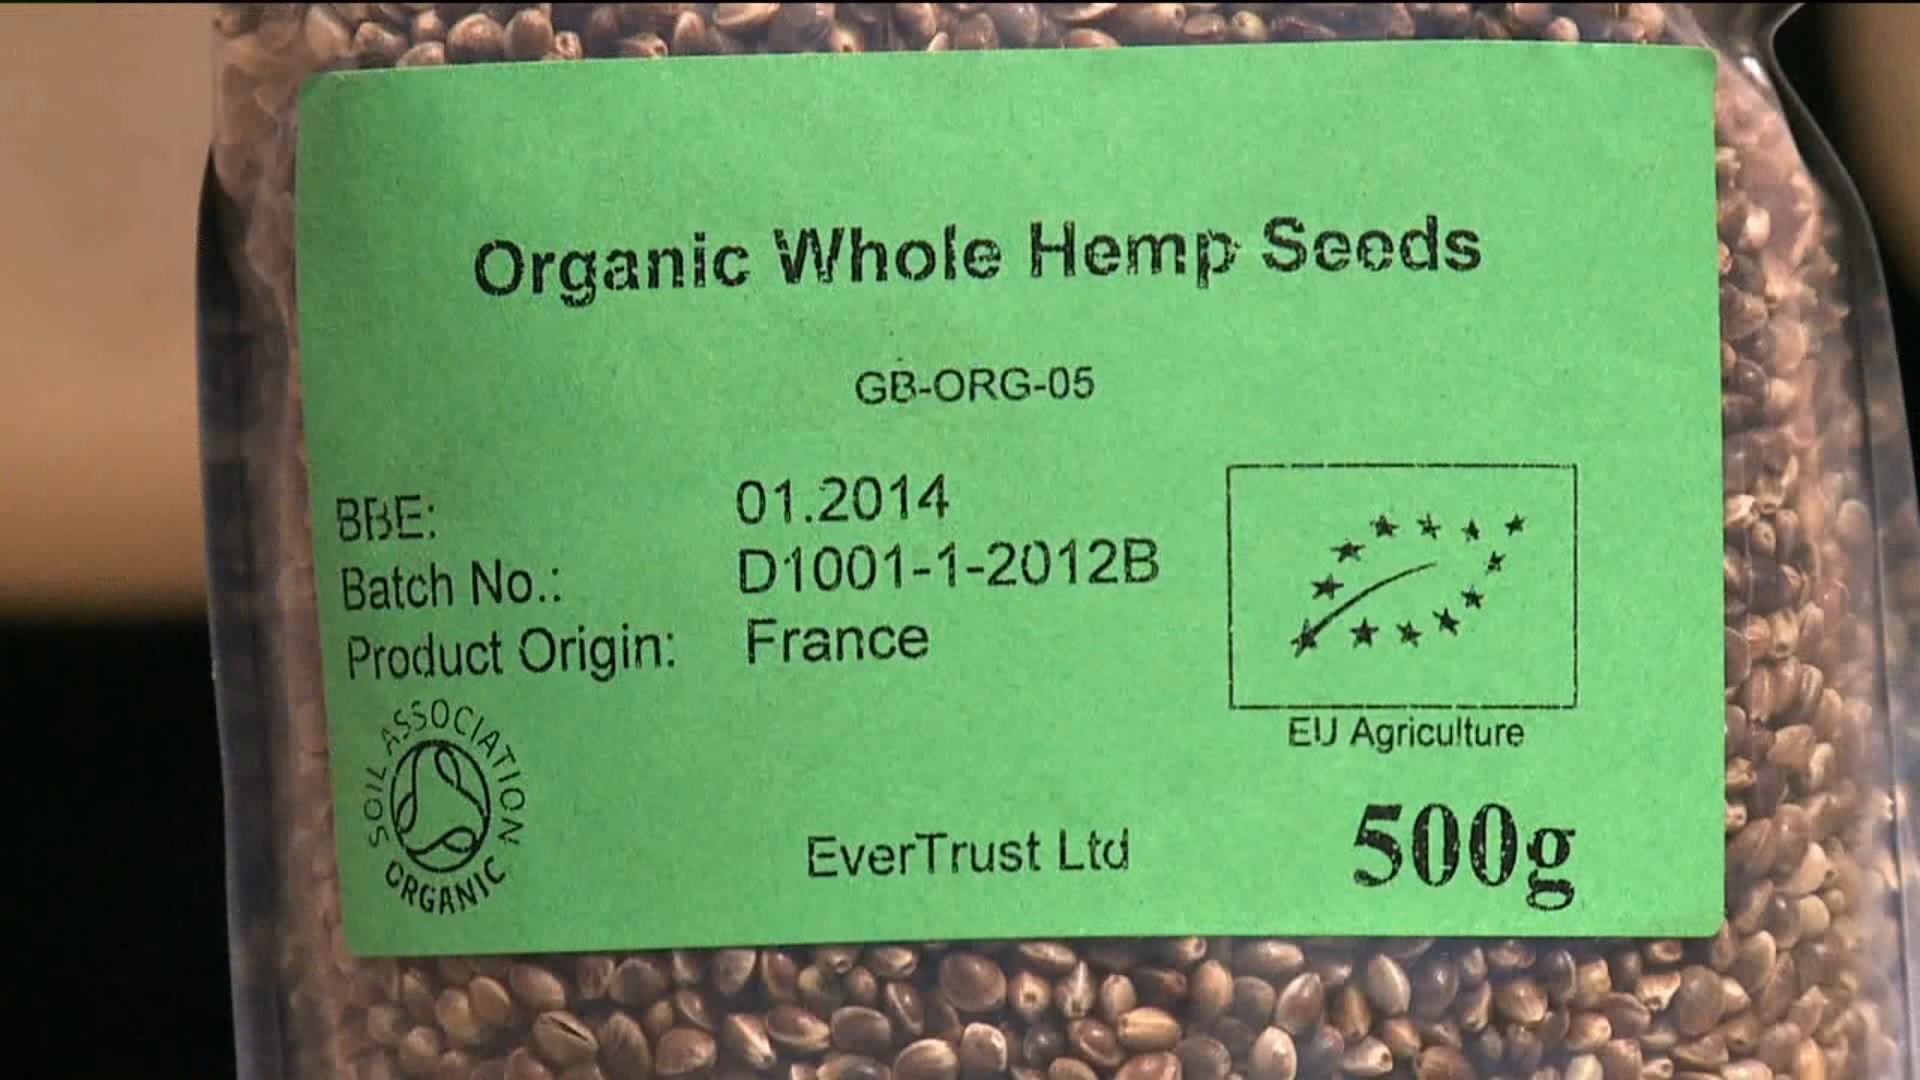 Organic Whole Hemp Seeds
GB-ORG-05
BBE: 01.2014
Batch No.: D1001-1-2012B
Product Origin: France
EU Agriculture
SOIL ASSOCIATION
ORGANIC
EverTrust Ltd
500g